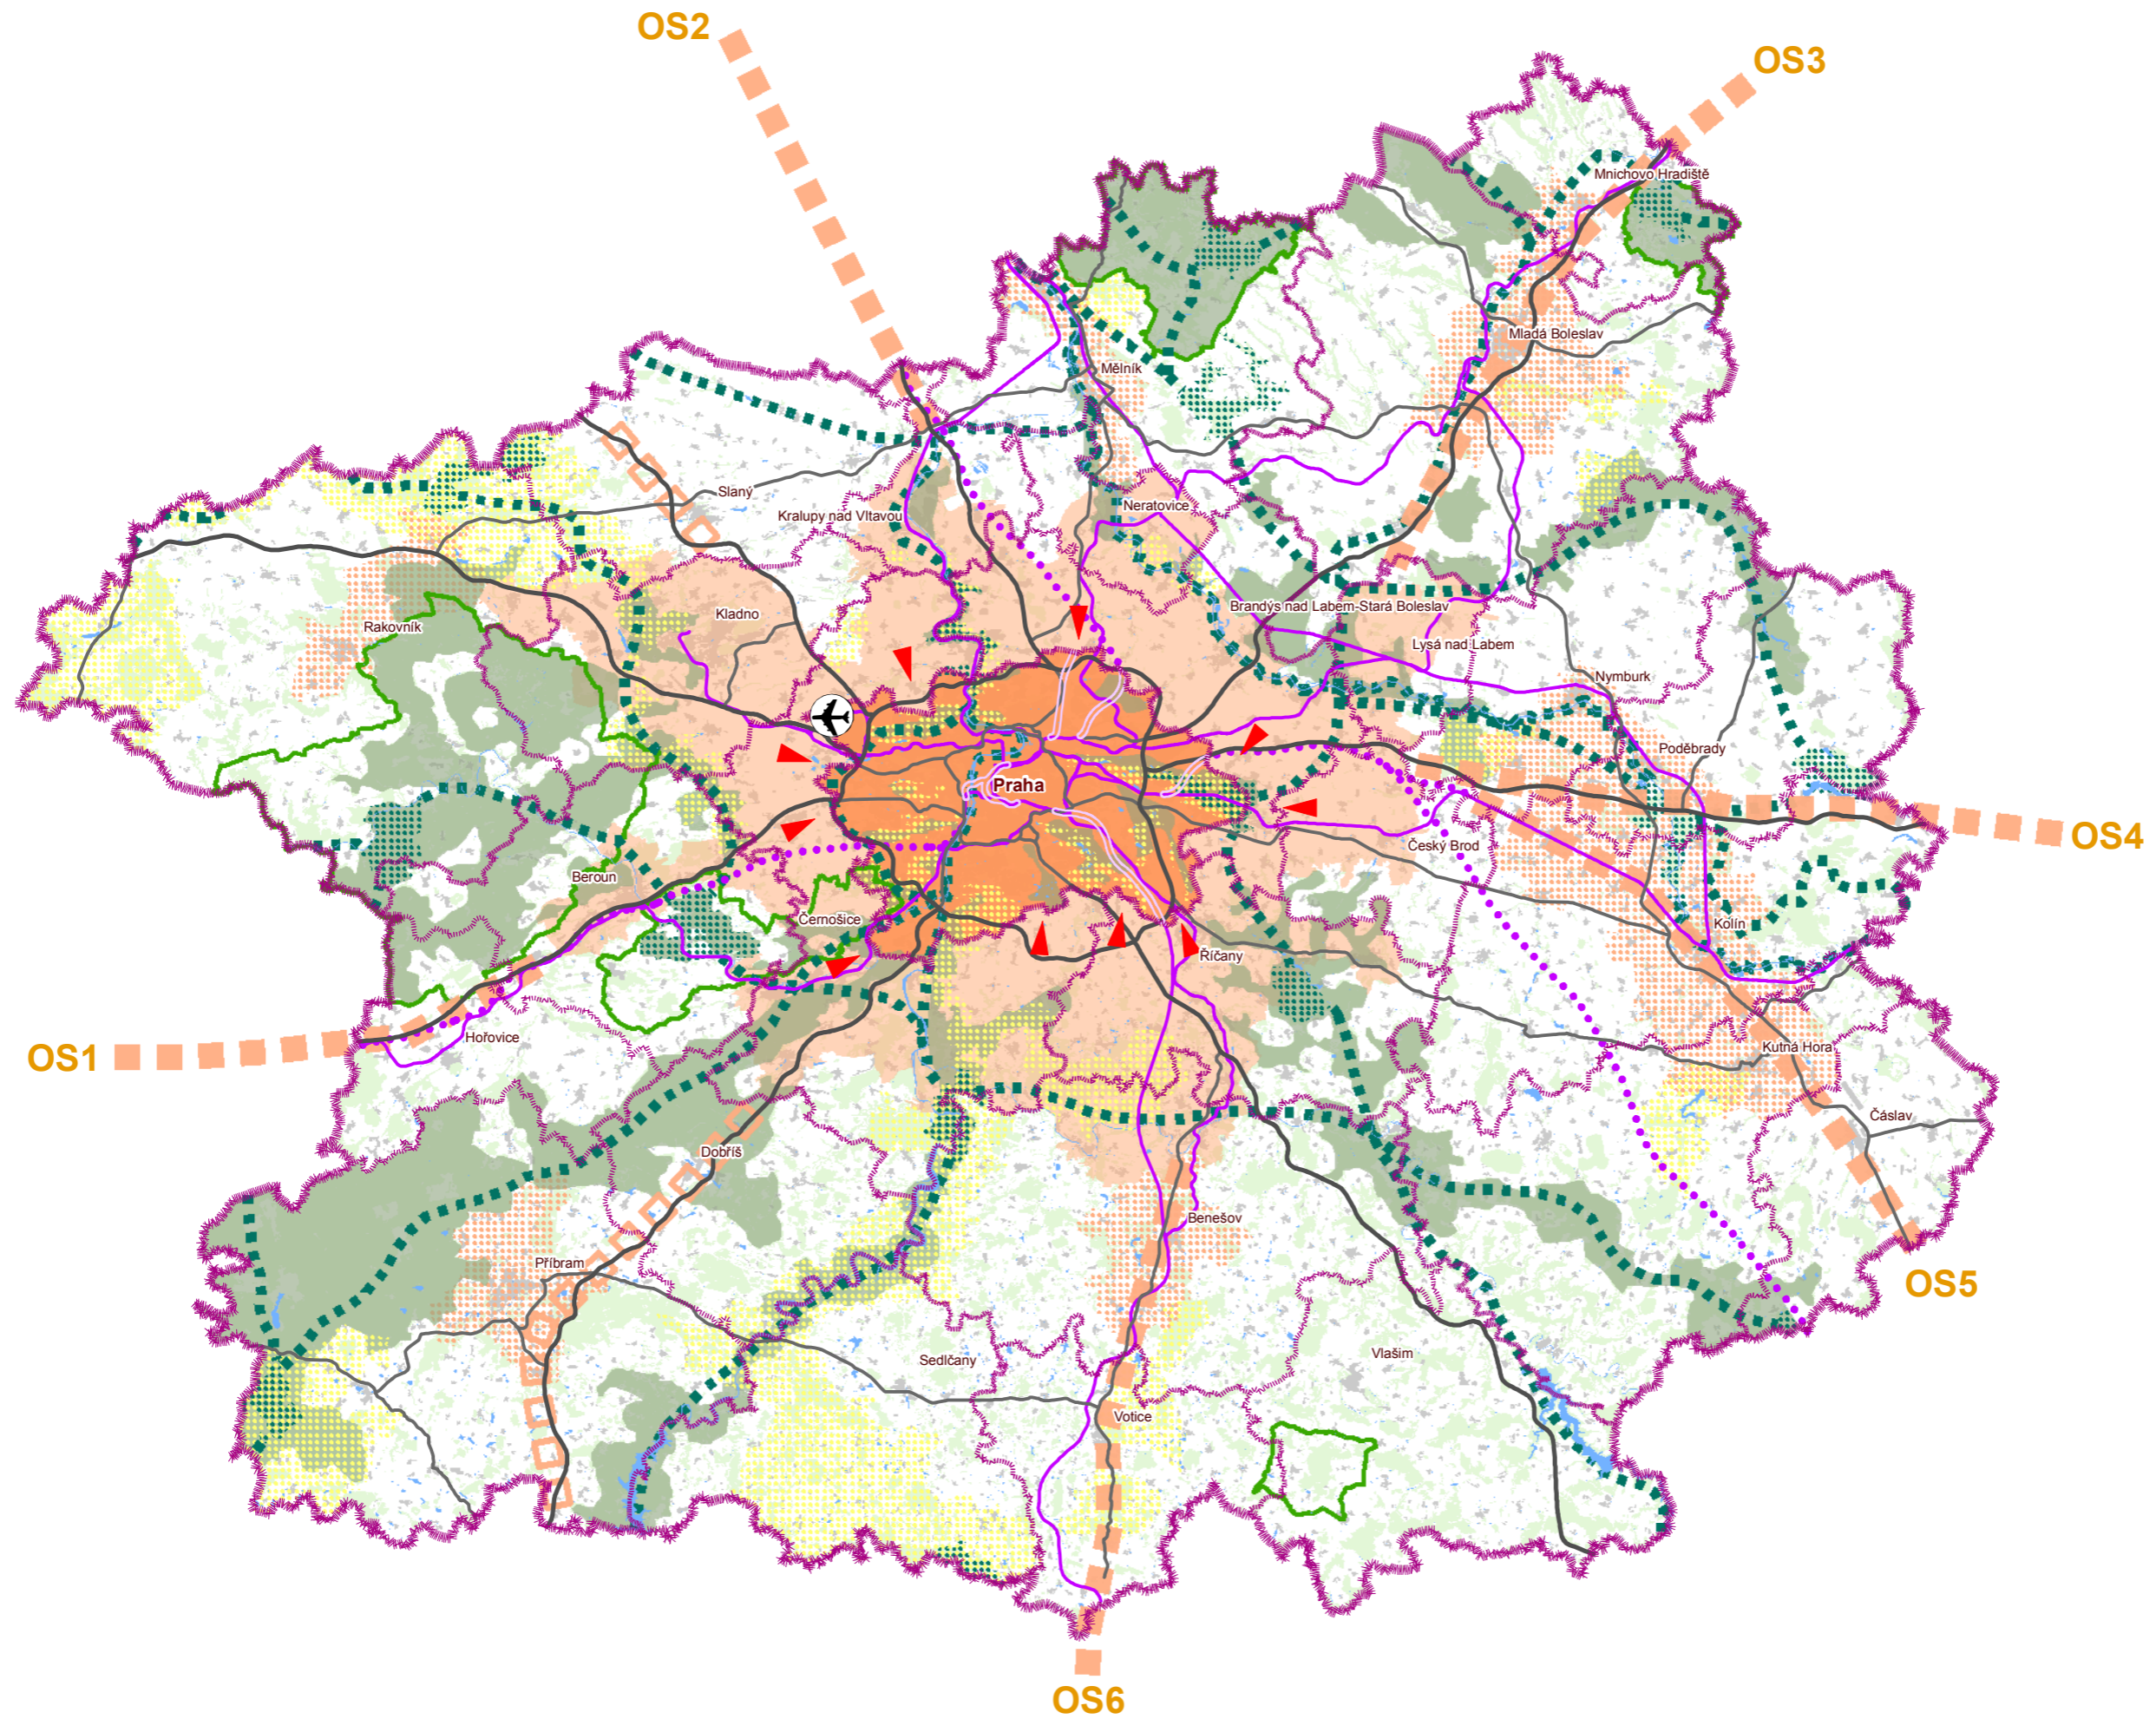 OS2
OS3
Mnichovo Hradiště
Mladá Boleslav
Mělník
Slaný
Neratovice
Kralupy nad Vltavou
Brandýs nad Labem-Stará Boleslav
Kladno
Rakovník
Lysá nad Labem
Nymburk
Poděbrady
Praha
OS4
Český Brod
Beroun
Černošice
Kolín
Říčany
Hořovice
Kutná Hora
OS1
Čáslav
Dobříš
Benešov
Příbram
OS5
Vlašim
Sedlčany
Votice
OS6